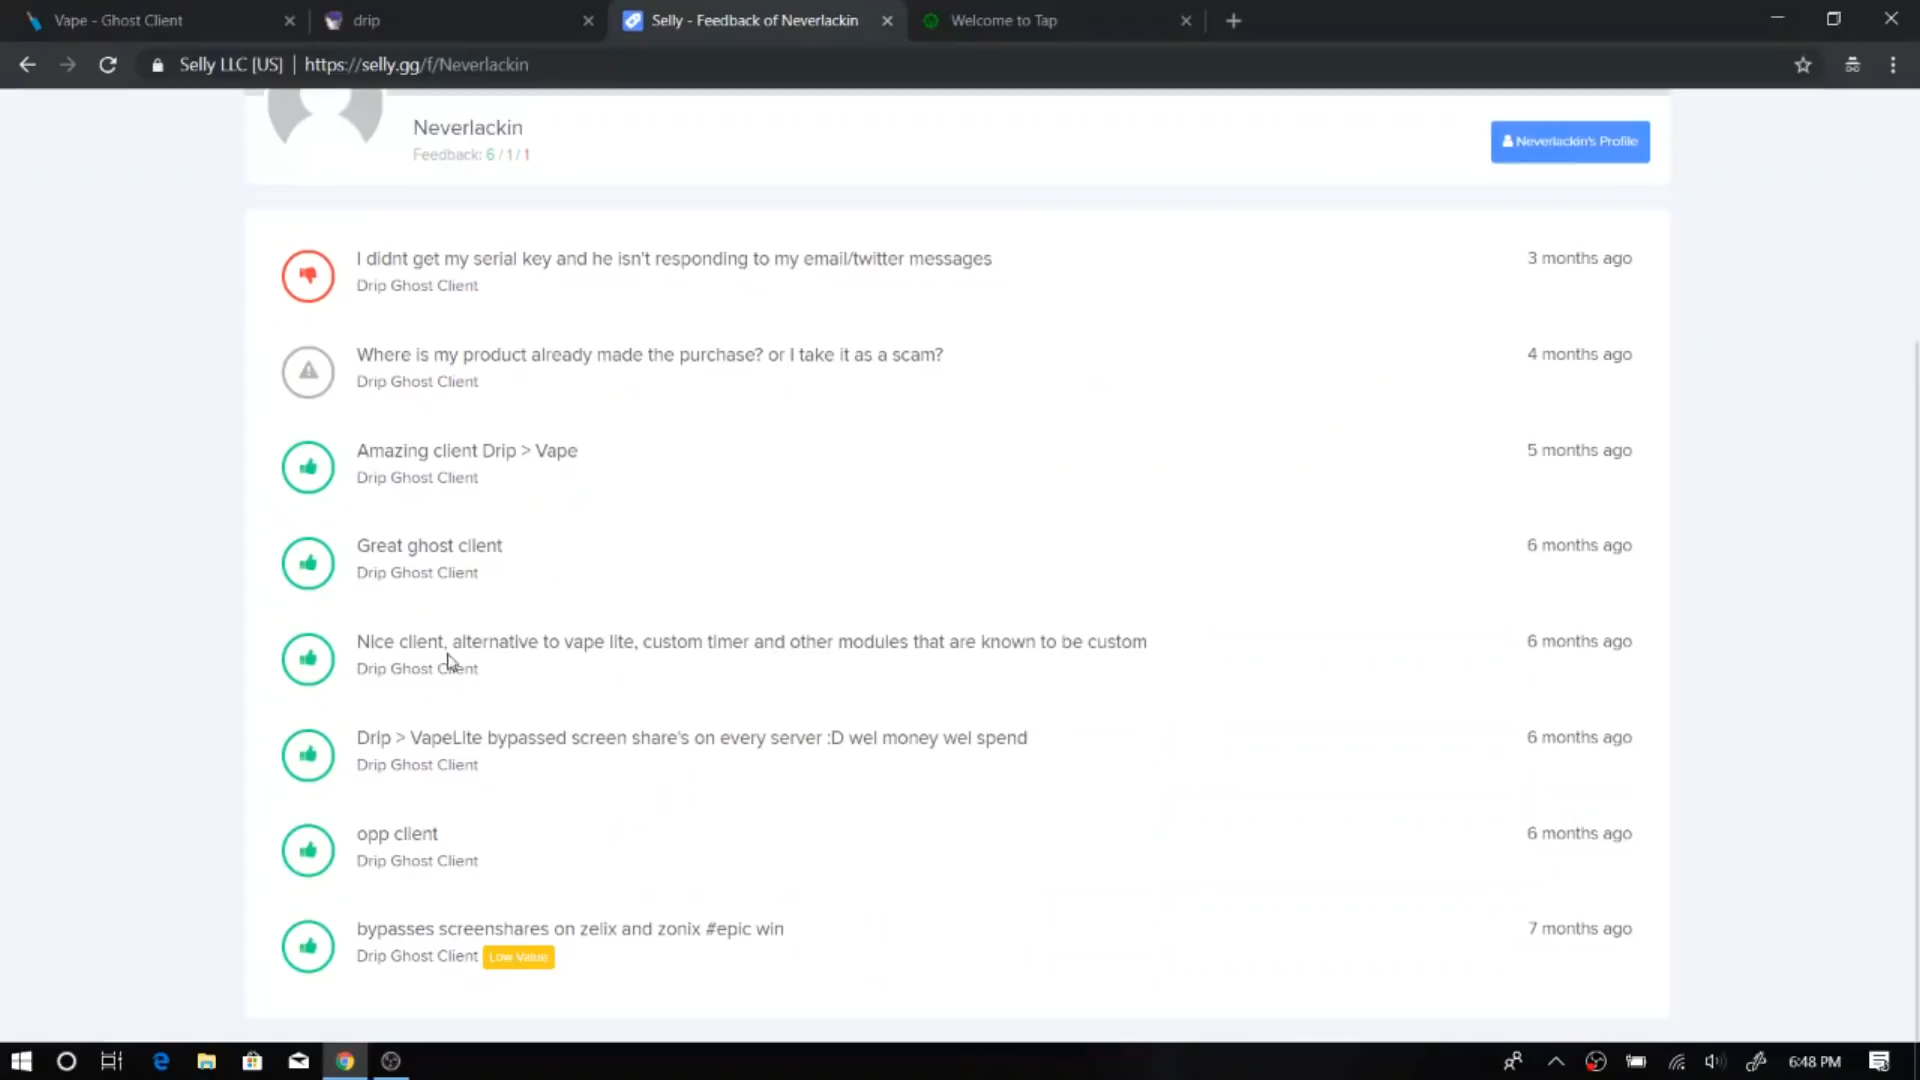 Vape - Ghost Client
drip
Selly - Feedback of Neverlackin
Welcome to Tap
Selly LLC [US] | https://selly.gg/f/Neverlackin
Neverlackin
Feedback: 6 / 1 / 1
Neverlackin's Profile
I didnt get my serial key and he isn't responding to my email/twitter messages
3 months ago
Drip Ghost Client
Where is my product already made the purchase? or I take it as a scam?
4 months ago
Drip Ghost Client
Amazing client Drip > Vape
5 months ago
Drip Ghost Client
Great ghost client
6 months ago
Drip Ghost Client
Nice client, alternative to vape lite, custom timer and other modules that are known to be custom
6 months ago
Drip Ghost Client
Drip > VapeLite bypassed screen share's on every server :D wel money wel spend
6 months ago
Drip Ghost Client
opp client
6 months ago
Drip Ghost Client
bypasses screenshares on zelix and zonix #epic win
7 months ago
Drip Ghost Client Low Value
6:48 PM